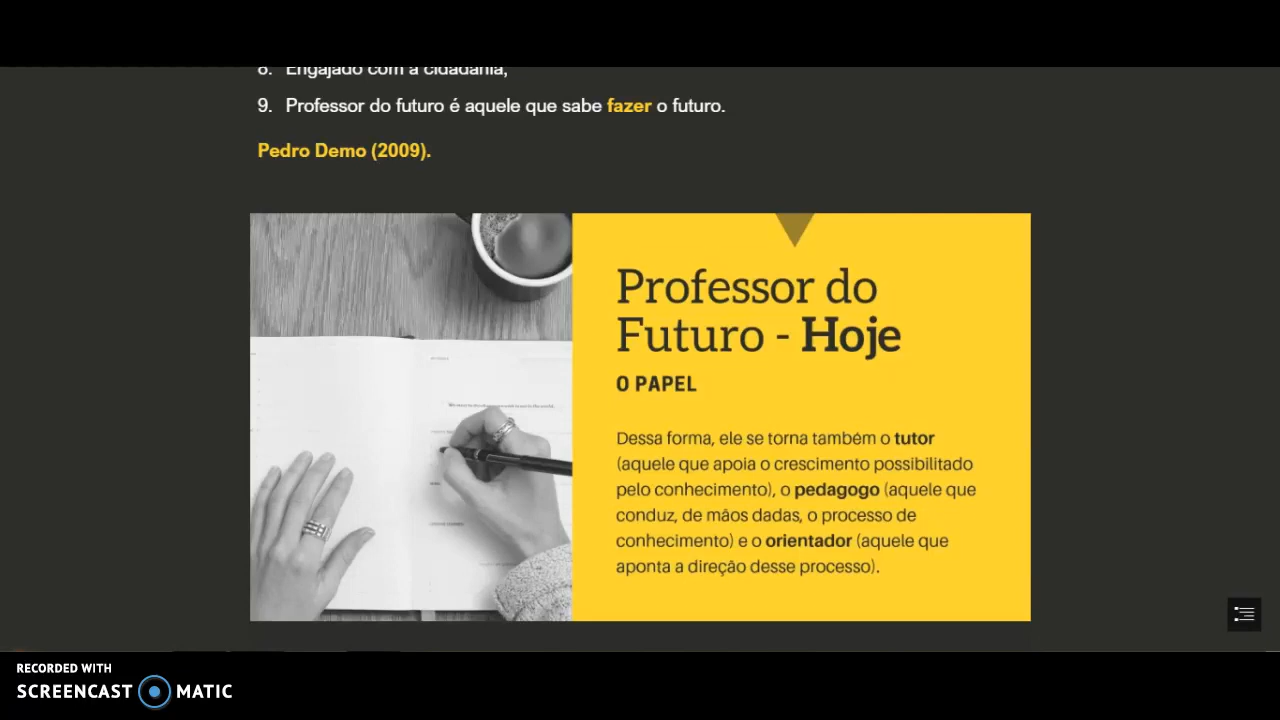 8. Engajado com a cidadania;
9. Professor do futuro é aquele que sabe fazer o futuro.
Pedro Demo (2009).
Professor do
Futuro - Hoje
O PAPEL
Dessa forma, ele se torna também o tutor
(aquele que apoia o crescimento possibilitado
pelo conhecimento), o pedagogo (aquele que
conduz, de mãos dadas, o processo de
conhecimento) e o orientador (aquele que
aponta a direção desse processo).
RECORDED WITH
SCREENCAST MATIC